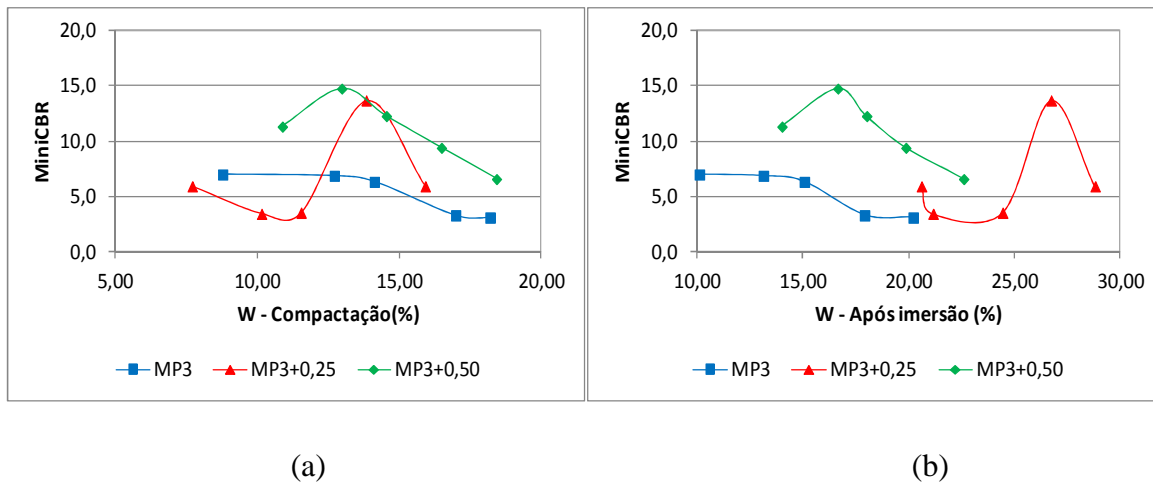 20,0
15,0
10,0
5,0
0,0
MiniCBR
5,00 10,00 15,00 20,00
W - Compactação(%)
MP3 MP3+0,25 MP3+0,50
20,0
15,0
10,0
5,0
0,0
MiniCBR
10,00 15,00 20,00 25,00 30,00
W - Após imersão (%)
MP3 MP3+0,25 MP3+0,50
(a) (b)